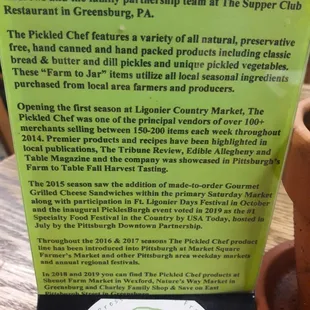 and the family partnership team at The Supper Club
Restaurant in Greensburg, PA.
The Pickled Chef features a variety of all natural, preservative
free, hand canned and hand packed products including classic
bread & butter and dill pickles and unique pickled vegetables.
These “Farm to Jar” items utilize all local seasonal ingredients
purchased from local area farmers and producers.
Opening the first season at Ligonier Country Market, The
Pickled Chef was one of the principal vendors of over 100+
merchants selling between 150-200 items each week throughout
2014. Premier products and recipes have been highlighted in
local publications, The Tribune Review, Edible Allegheny and
Table Magazine and the company was showcased in Pittsburgh's
Farm to Table Fall Harvest Tasting.
The 2015 season saw the addition of made-to-order Gourmet
Grilled Cheese Sandwiches within the primary Saturday Market
along with participation in Ft. Ligonier Days Festival in October
and the inaugural PicklesBurgh event voted in 2019 as the #1
Specialty Food Festival in the Country by USA Today, hosted
in July by the Pittsburgh Downtown Partnership.
Throughout the 2016 & 2017 seasons The Pickled Chef product
line has been introduced into Pittsburgh at Market Square
Farmer's Market and other Pittsburgh area weekday markets
and annual regional festivals.
In 2018 and 2019 you can find The Pickled Chef products at
Shenot Farm Market in Wexford, Nature's Way Market in
Greensburg and Charley Family Shop & Save on East
Pittsburgh Street in Greensburg